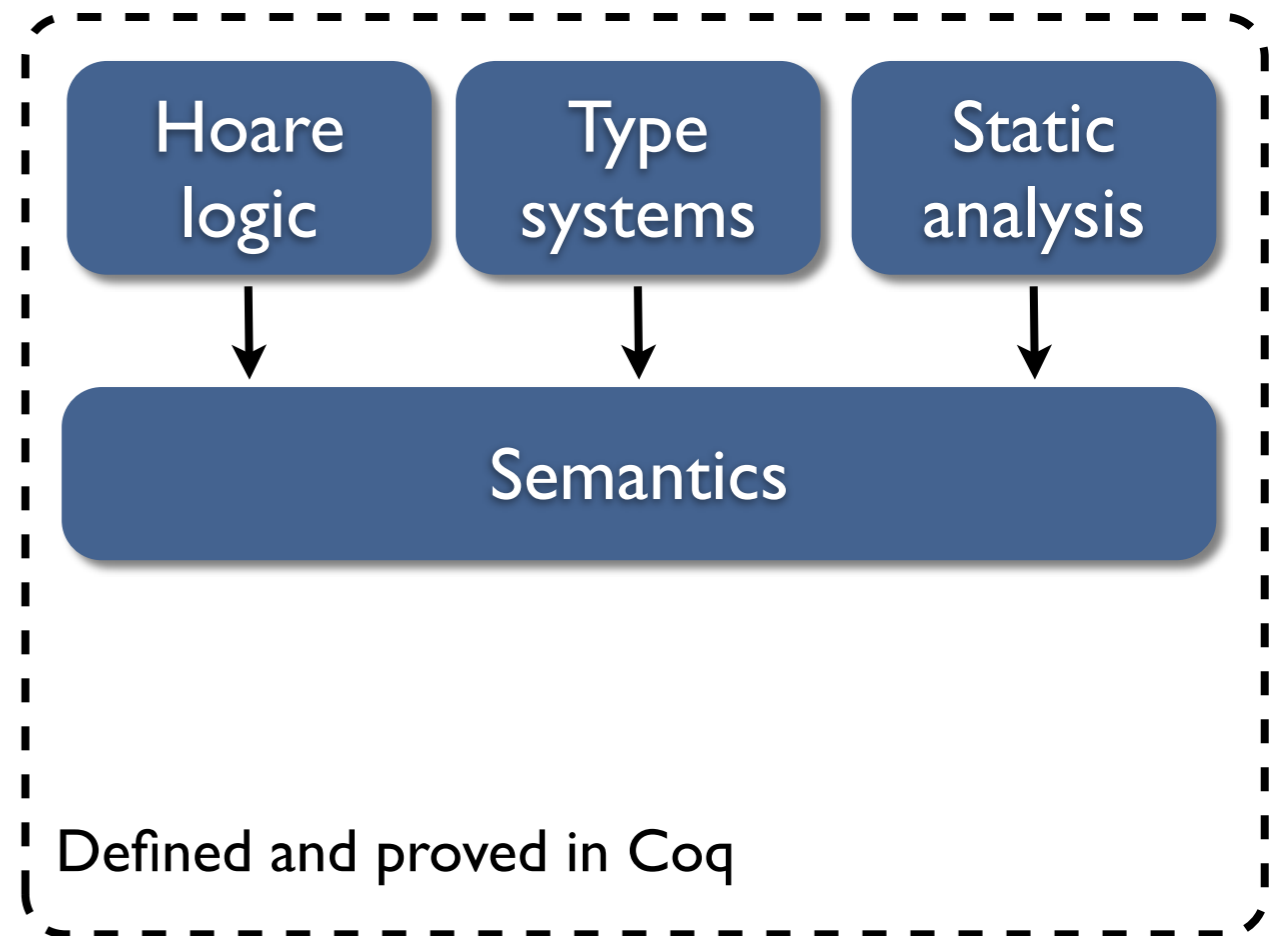 Hoare
logic
Type
systems
Static
analysis
Semantics
Defined and proved in Coq